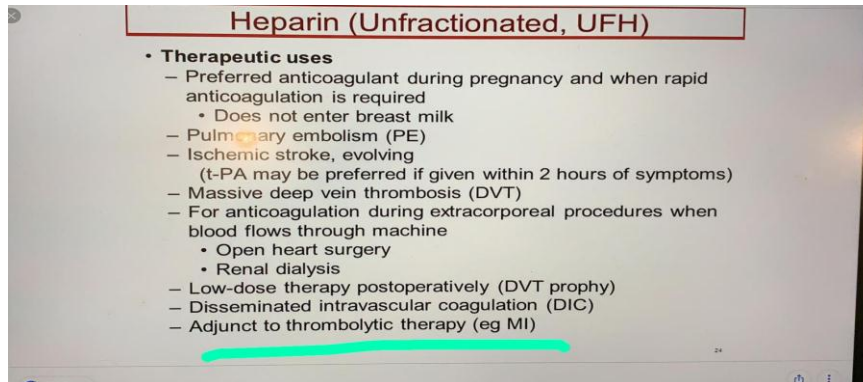 Heparin (Unfractionated, UFH)
• Therapeutic uses
– Preferred anticoagulant during pregnancy and when rapid
anticoagulation is required
• Does not enter breast milk
– Pulmonary embolism (PE)
– Ischemic stroke, evolving
(t-PA may be preferred if given within 2 hours of symptoms)
– Massive deep vein thrombosis (DVT)
– For anticoagulation during extracorporeal procedures when
blood flows through machine
• Open heart surgery
• Renal dialysis
– Low-dose therapy postoperatively (DVT prophy)
– Disseminated intravascular coagulation (DIC)
– Adjunct to thrombolytic therapy (eg MI)
24